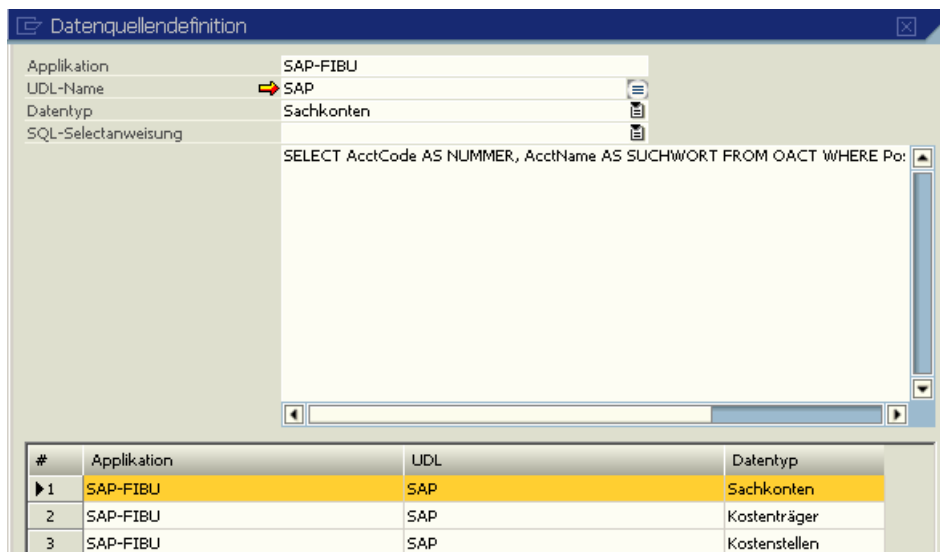 Datenquellendefinition
Applikation SAP-FIBU
UDL-Name SAP
Datentyp Sachkonten
SQL-Selectanweisung
SELECT AcctCode AS NUMMER, AcctName AS SUCHWORT FROM OACT WHERE Po
# Applikation UDL Datentyp
1 SAP-FIBU SAP Sachkonten
2 SAP-FIBU SAP Kostenträger
3 SAP-FIBU SAP Kostenstellen